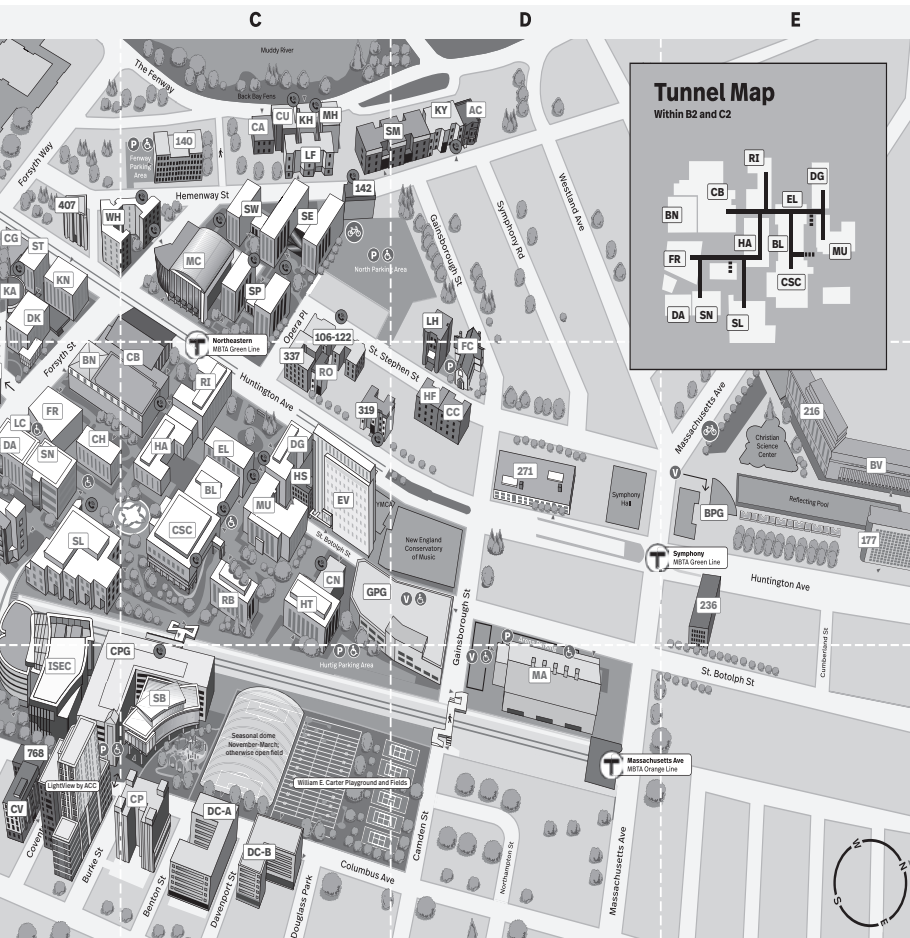 C
D
E
Muddy River
The Fenway
Back Bay Fens
Tunnel Map
Within B2 and C2
RI
DG
CB
EL
BN
HA
BL
MU
FR
CSC
DA
SN
SL
CU
KH
MH
CA
LF
SM
KY
AC
P
140
Fenway
Parking
Area
Forsyth Way
Hemenway St
142
407
WH
SW
SE
Gainsborough St
Symphony Rd
Westland Ave
CG
ST
KN
KA
DK
MC
SP
P
North Parking Area
Opera Pl
LH
FC
P
T
Northeastern
MBTA Green Line
106-122
337
RO
St. Stephen St
Forsyth St
BN
CB
RI
Huntington Ave
319
HF
CC
Massachusetts Ave
216
Christian
Science
Center
LC
FR
DA
SN
CH
HA
EL
DG
HS
BL
MU
EV
YMCA
271
Symphony
Hall
V
BV
BPG
Reflecting Pool
177
SL
CSC
St. Botolph St
New England
Conservatory
of Music
T
Symphony
MBTA Green Line
Huntington Ave
CN
HT
RB
GPG
V
236
Gainsborough St
Cumberland St
P
Hurtig Parking Area
P
V
MA
St. Botolph St
ISEC
CPG
SB
Seasonal dome
November-March;
otherwise open field
William E. Carter Playground and Fields
T
Massachusetts Ave
MBTA Orange Line
768
P
LightView by ACC
CV
CP
DC-A
DC-B
Burke St
Benton St
Davenport St
Douglass Park
Columbus Ave
Camden St
Northampton St
Massachusetts Ave
W
N
S
E